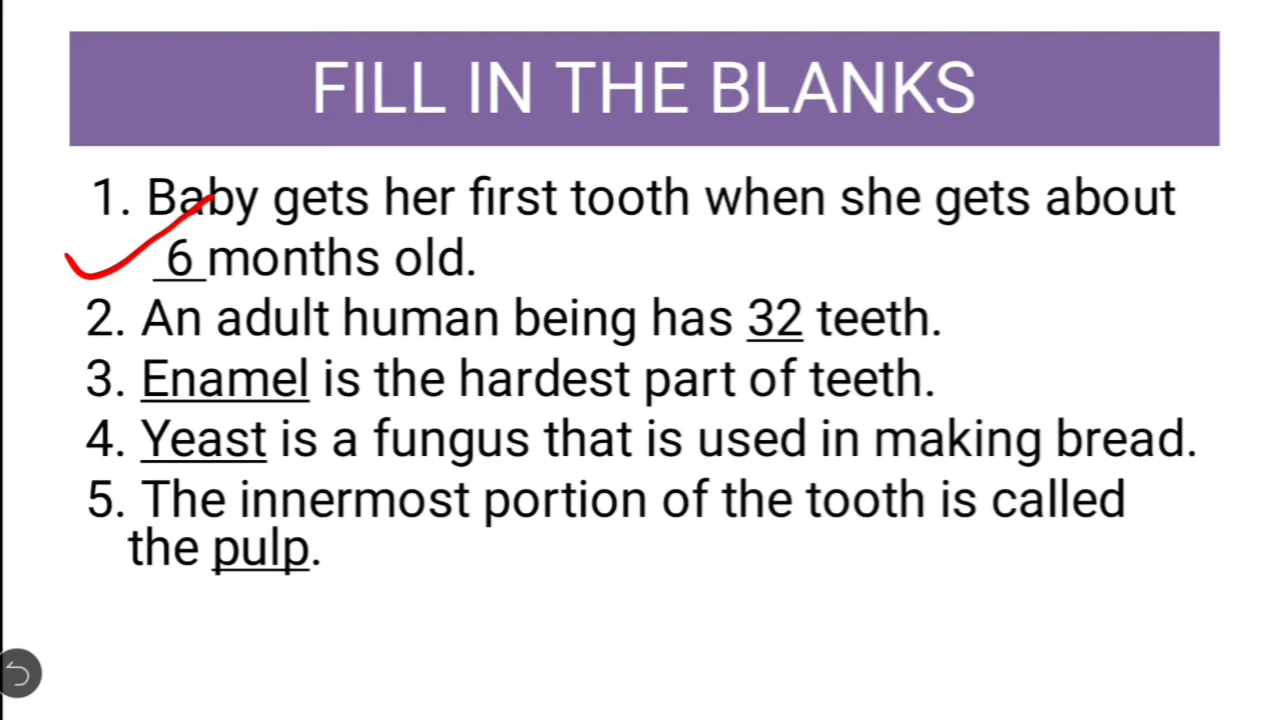 FILL IN THE BLANKS
1. Baby gets her first tooth when she gets about
6 months old.
2. An adult human being has 32 teeth.
3. Enamel is the hardest part of teeth.
4. Yeast is a fungus that is used in making bread.
5. The innermost portion of the tooth is called
the pulp.